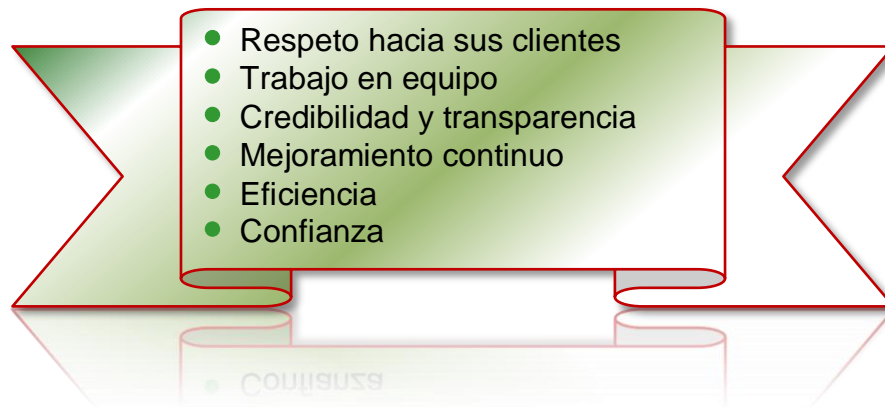 • Respeto hacia sus clientes
• Trabajo en equipo
• Credibilidad y transparencia
• Mejoramiento continuo
• Eficiencia
• Confianza